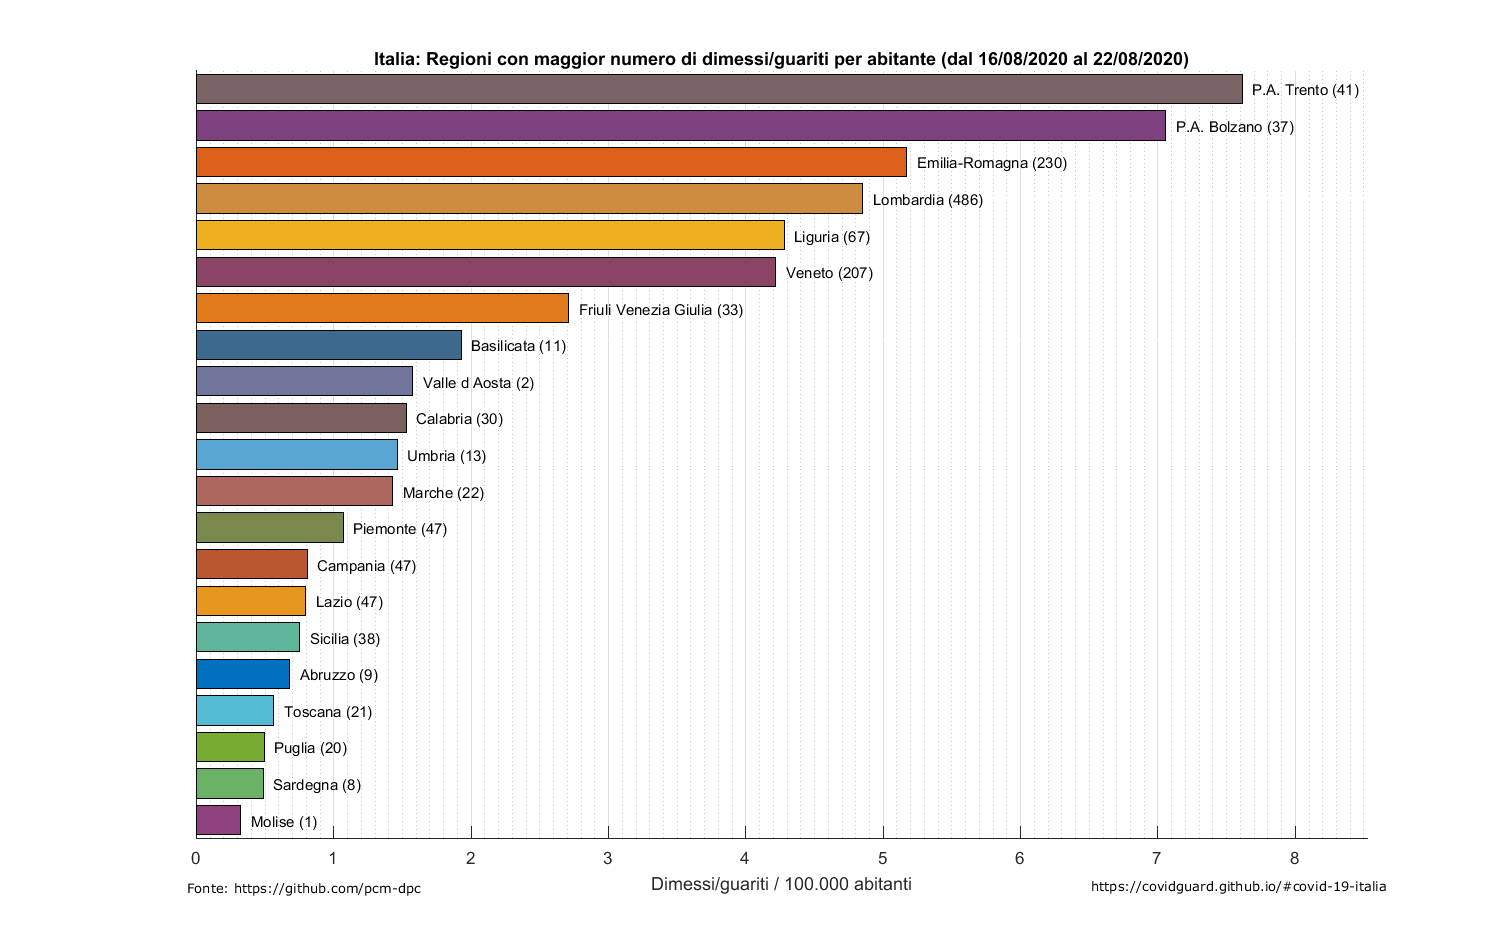 Italia: Regioni con maggior numero di dimessi/guariti per abitante (dal 16/08/2020 al 22/08/2020)
P.A. Trento (41)
P.A. Bolzano (37)
Emilia-Romagna (230)
Lombardia (486)
Liguria (67)
Veneto (207)
Friuli Venezia Giulia (33)
Basilicata (11)
Valle d Aosta (2)
Calabria (30)
Umbria (13)
Marche (22)
Piemonte (47)
Campania (47)
Lazio (47)
Sicilia (38)
Abruzzo (9)
Toscana (21)
Puglia (20)
Sardegna (8)
Molise (1)
0 1 2 3 4 5 6 7 8
Dimessi/guariti / 100.000 abitanti
Fonte: https://github.com/pcm-dpc
https://covidguard.github.io/#covid-19-italia